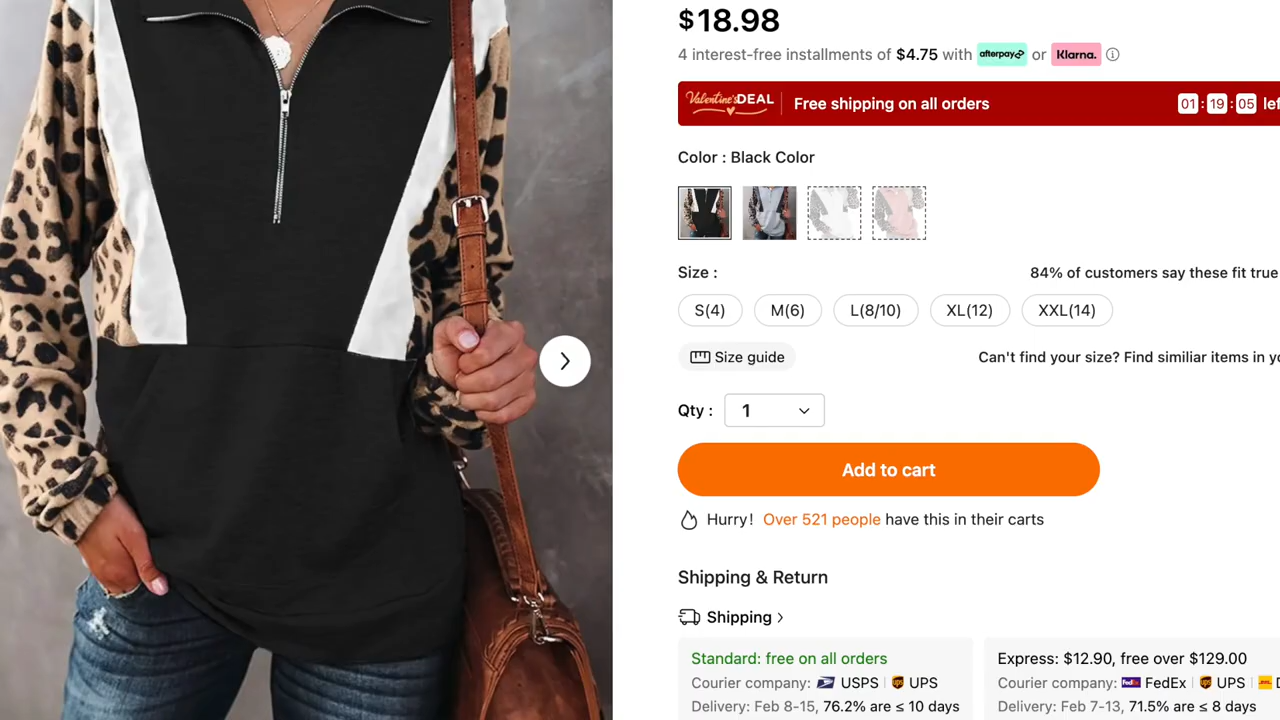 $18.98
4 interest-free installments of $4.75 with afterpay or Klarna.
Valentine's DEAL Free shipping on all orders 01 : 19 : 05 lef
Color : Black Color
Size : 84% of customers say these fit true
S(4) M(6) L(8/10) XL(12) XXL(14)
Size guide Can't find your size? Find similiar items in yo
Qty : 1
Add to cart
Hurry! Over 521 people have this in their carts
Shipping & Return
Shipping >
Standard: free on all orders Express: $12.90, free over $129.00
Courier company: USPS | UPS Courier company: FedEx | UPS | DHL D
Delivery: Feb 8-15, 76.2% are ≤ 10 days Delivery: Feb 7-13, 71.5% are ≤ 8 days